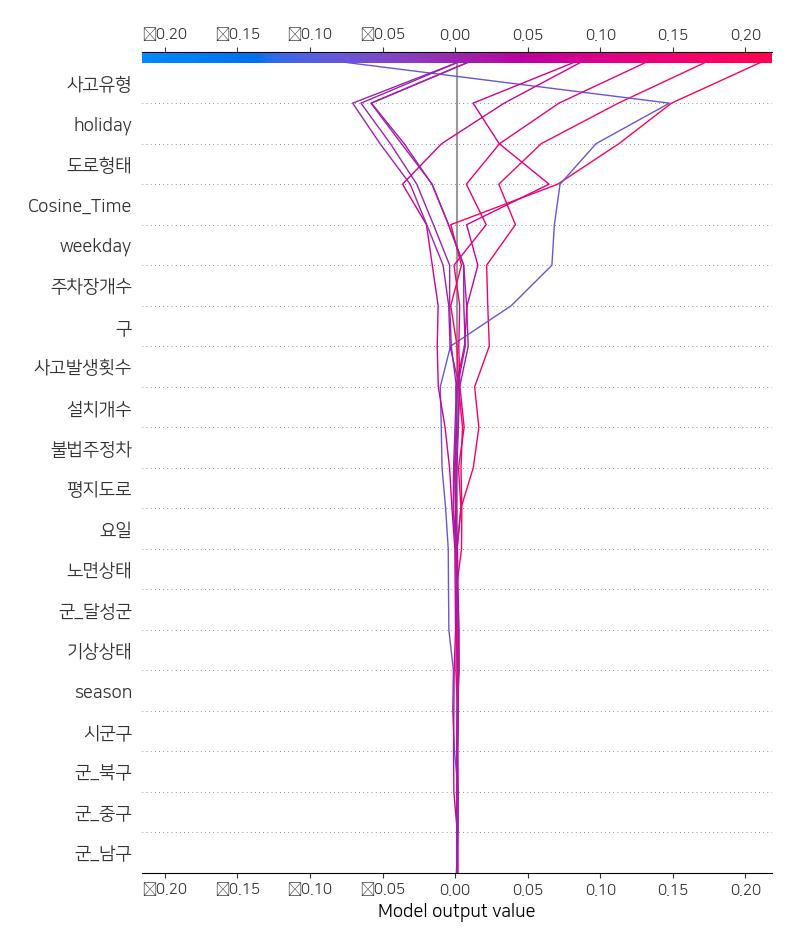 0.20 0.15 0.10 0.05 0.00 0.05 0.10 0.15 0.20
사고유형
holiday
도로형태
Cosine_Time
weekday
주차장개수
구
사고발생횟수
설치개수
불법주정차
평지도로
요일
노면상태
군_달성군
기상상태
season
시군구
군_북구
군_중구
군_남구
0.20 0.15 0.10 0.05 0.00 0.05 0.10 0.15 0.20
Model output value